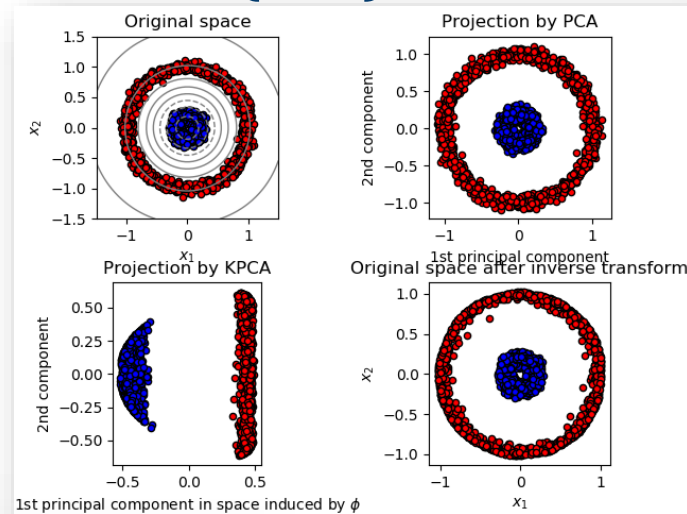 Original space
1.5
1.0
0.5
0.0
−0.5
−1.0
−1.5
x₂
−1 0 1
x₁
Projection by PCA
1.0
0.5
0.0
−0.5
−1.0
2nd component
−1 0 1
1st principal component
Projection by KPCA
0.50
0.25
0.00
−0.25
−0.50
2nd component
−0.5 0.0 0.5
1st principal component in space induced by ϕ
Original space after inverse transform
1.0
0.5
0.0
−0.5
−1.0
x₂
−1 0 1
x₁